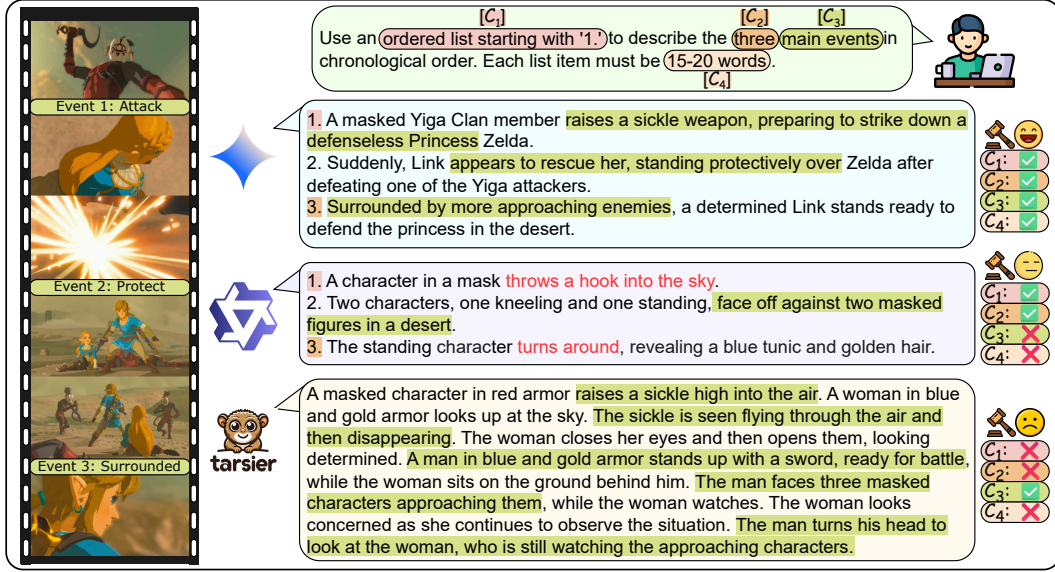 [C1]
[C2]
[C3]
Use an ordered list starting with '1.' to describe the three main events in
chronological order. Each list item must be 15-20 words.
[C4]
Event 1: Attack
Event 2: Protect
Event 3: Surrounded
1. A masked Yiga Clan member raises a sickle weapon, preparing to strike down a
defenseless Princess Zelda.
2. Suddenly, Link appears to rescue her, standing protectively over Zelda after
defeating one of the Yiga attackers.
3. Surrounded by more approaching enemies, a determined Link stands ready to
defend the princess in the desert.
C1:
C2:
C3:
C4:
1. A character in a mask throws a hook into the sky.
2. Two characters, one kneeling and one standing, face off against two masked
figures in a desert.
3. The standing character turns around, revealing a blue tunic and golden hair.
C1:
C2:
C3:
C4:
tarsier
A masked character in red armor raises a sickle high into the air. A woman in blue
and gold armor looks up at the sky. The sickle is seen flying through the air and
then disappearing. The woman closes her eyes and then opens them, looking
determined. A man in blue and gold armor stands up with a sword, ready for battle,
while the woman sits on the ground behind him. The man faces three masked
characters approaching them, while the woman watches. The woman looks
concerned as she continues to observe the situation. The man turns his head to
look at the woman, who is still watching the approaching characters.
C1:
C2:
C3:
C4: